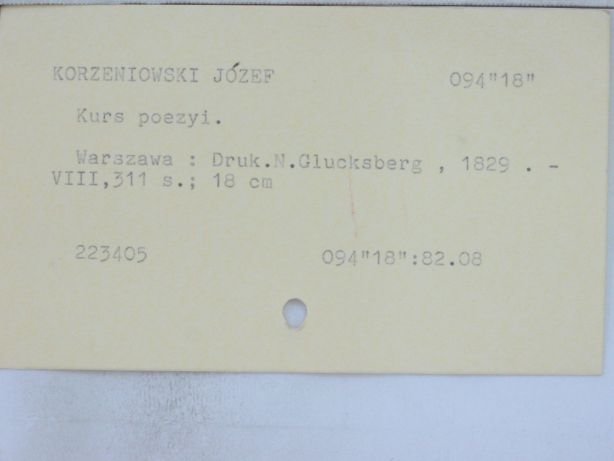 KORZENIOWSKI JÓZEF 094"18"
Kurs poezyi.
Warszawa : Druk.N.Glucksberg , 1829 . -
VIII,311 s.; 18 cm
223405 094"18":82.08